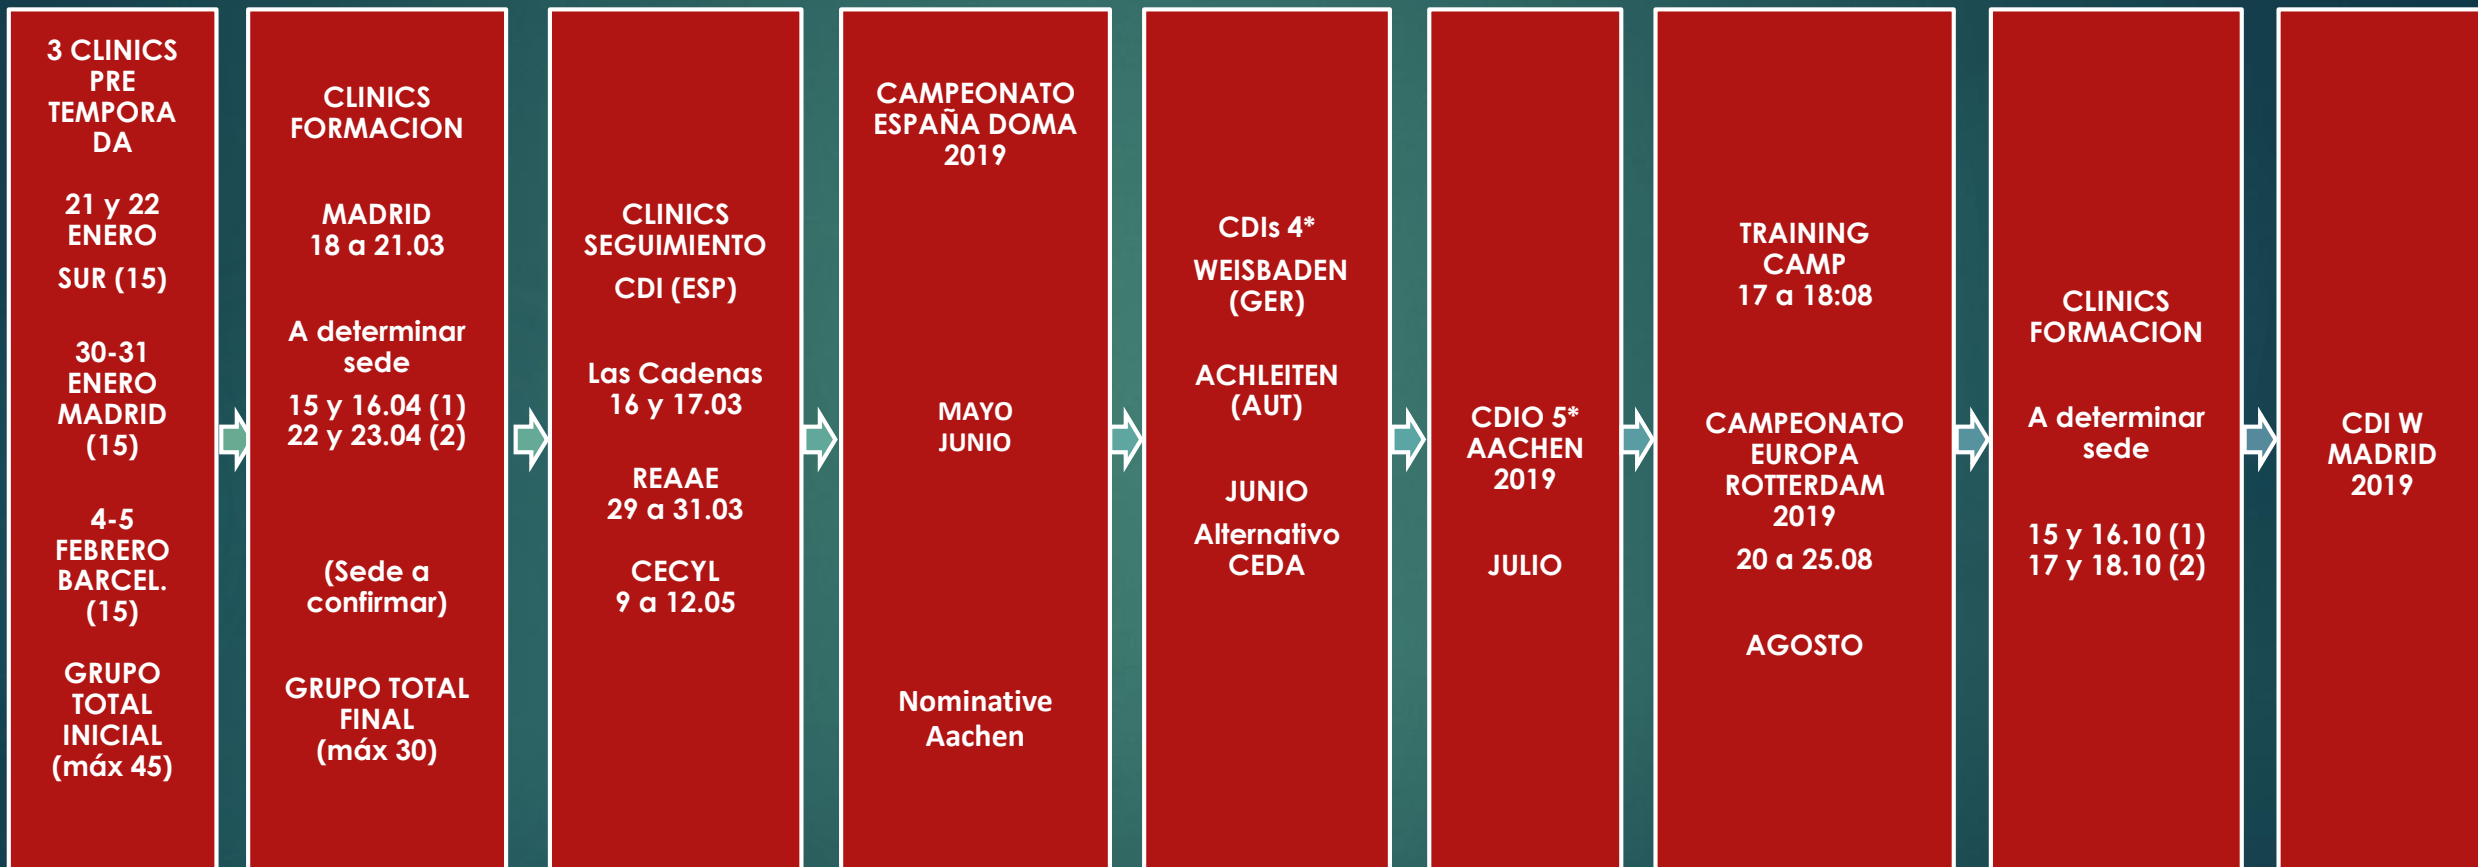 3 CLINICS
PRE
TEMPORA
DA
21 y 22
ENERO
SUR (15)
30-31
ENERO
MADRID
(15)
4-5
FEBRERO
BARCEL.
(15)
GRUPO
TOTAL
INICIAL
(máx 45)
CLINICS
FORMACION
MADRID
18 a 21.03
A determinar
sede
15 y 16.04 (1)
22 y 23.04 (2)
(Sede a
confirmar)
GRUPO TOTAL
FINAL
(máx 30)
CLINICS
SEGUIMIENTO
CDI (ESP)
Las Cadenas
16 y 17.03
REAAE
29 a 31.03
CECYL
9 a 12.05
CAMPEONATO
ESPAÑA DOMA
2019
MAYO
JUNIO
Nominative
Aachen
CDIs 4*
WEISBADEN
(GER)
ACHLEITEN
(AUT)
JUNIO
Alternativo
CEDA
CDIO 5*
AACHEN
2019
JULIO
TRAINING
CAMP
17 a 18:08
CAMPEONATO
EUROPA
ROTTERDAM
2019
20 a 25.08
AGOSTO
CLINICS
FORMACION
A determinar
sede
15 y 16.10 (1)
17 y 18.10 (2)
CDI W
MADRID
2019